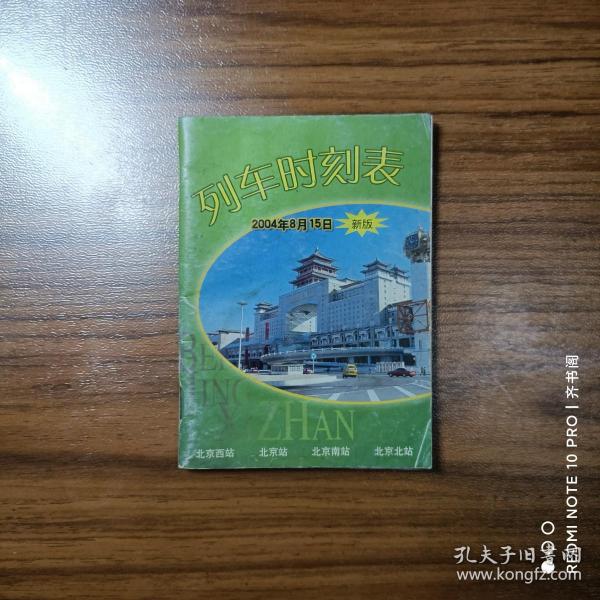 列车时刻表
2004年8月15日 新版
BEI
JING
X
ZHAN
北京西站 北京站 北京南站 北京北站
REDMI NOTE 10 PRO | 齐书阁
孔夫子旧书网
www.kongfz.com